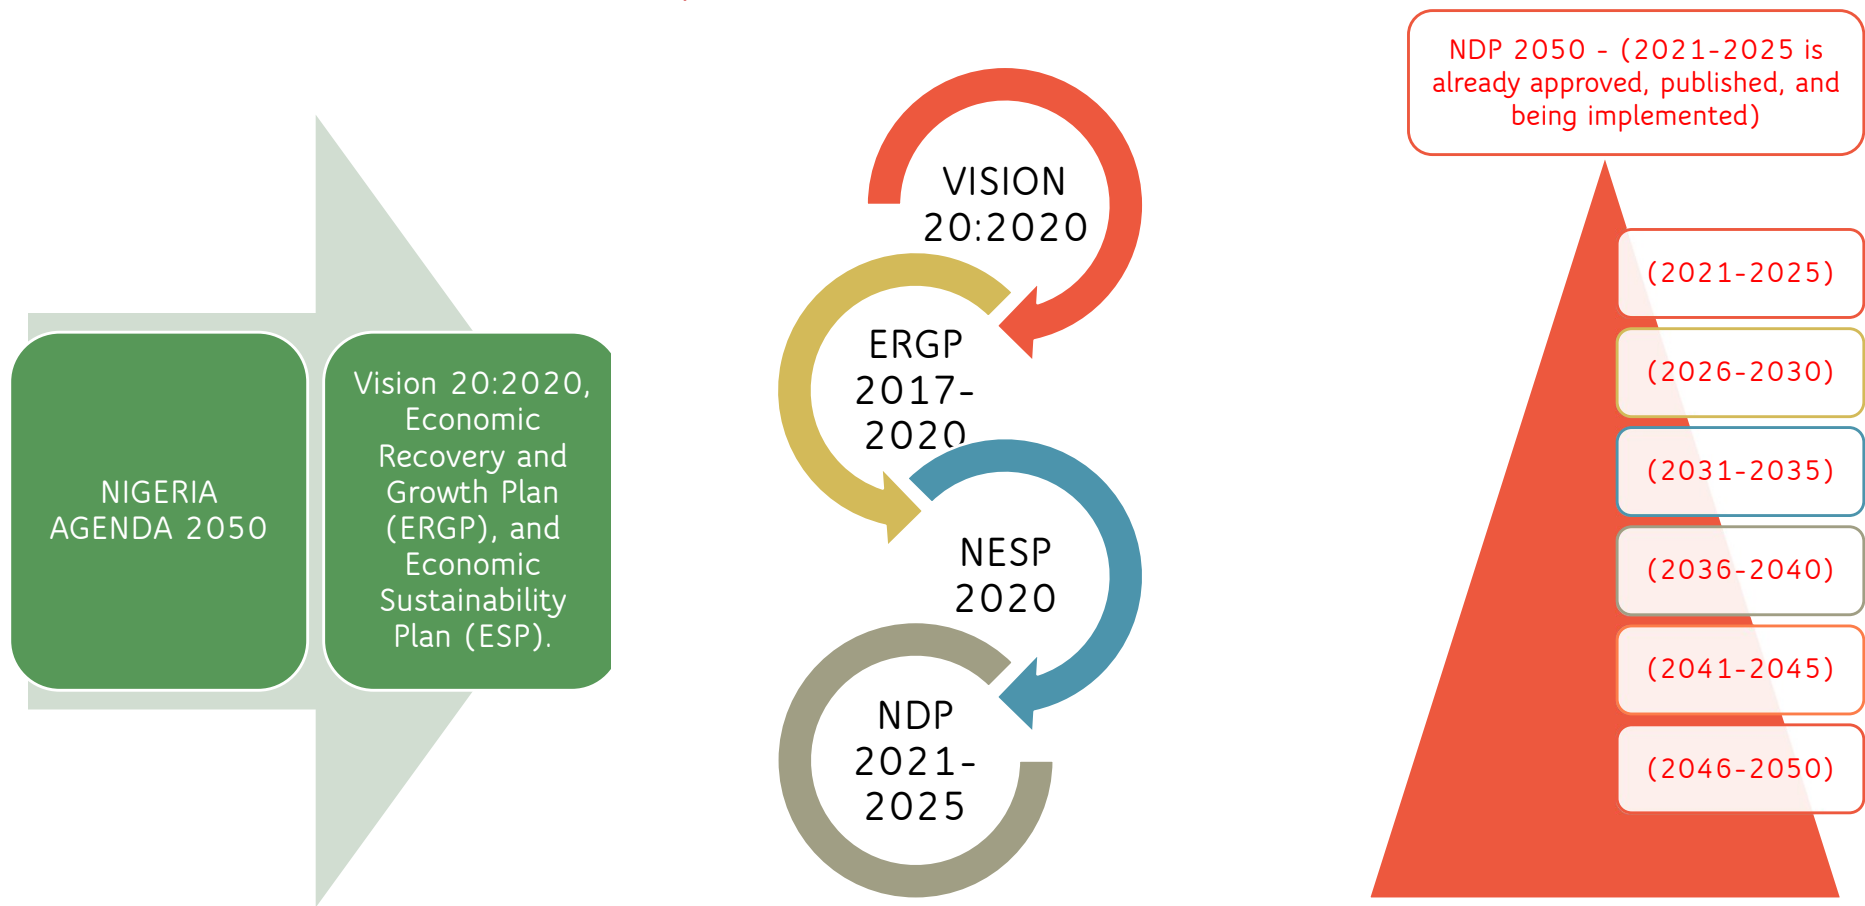 NIGERIA
AGENDA 2050
Vision 20:2020,
Economic
Recovery and
Growth Plan
(ERGP), and
Economic
Sustainability
Plan (ESP).
VISION
20:2020
ERGP
2017-
2020
NESP
2020
NDP
2021-
2025
NDP 2050 - (2021-2025 is
already approved, published, and
being implemented)
(2021-2025)
(2026-2030)
(2031-2035)
(2036-2040)
(2041-2045)
(2046-2050)